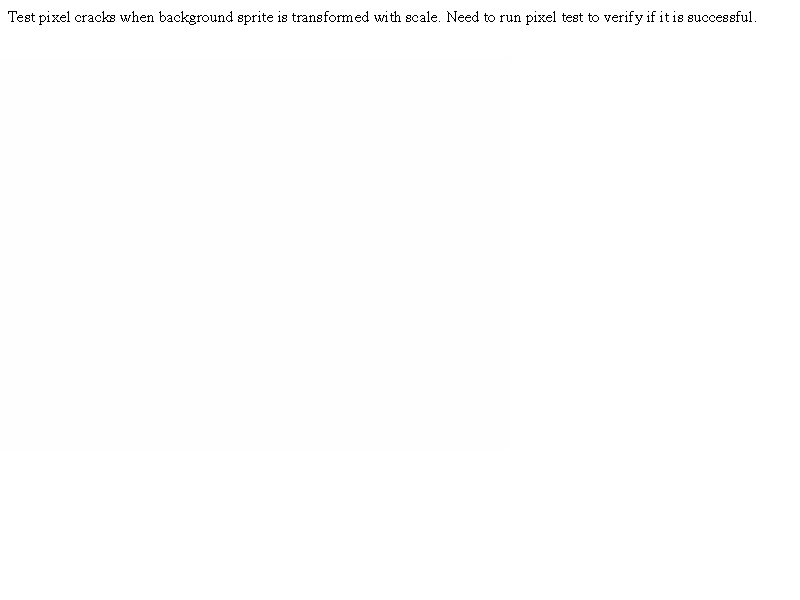 Test pixel cracks when background sprite is transformed with scale. Need to run pixel test to verify if it is successful.